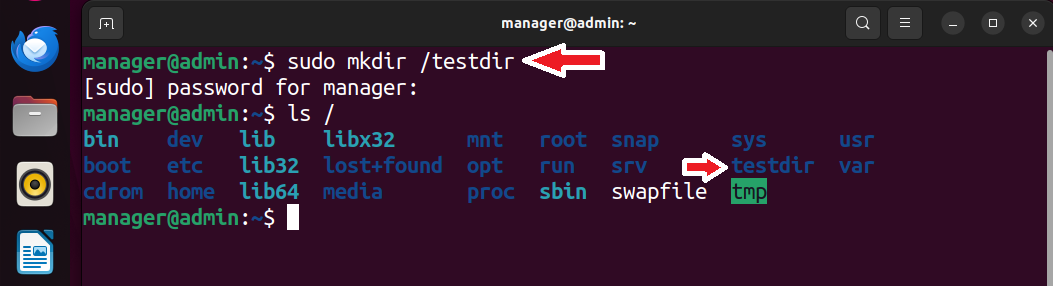 manager@admin: ~
manager@admin:~$ sudo mkdir /testdir
[sudo] password for manager:
manager@admin:~$ ls /
bin dev lib libx32 mnt root snap sys usr
boot etc lib32 lost+found opt run srv testdir var
cdrom home lib64 media proc sbin swapfile tmp
manager@admin:~$